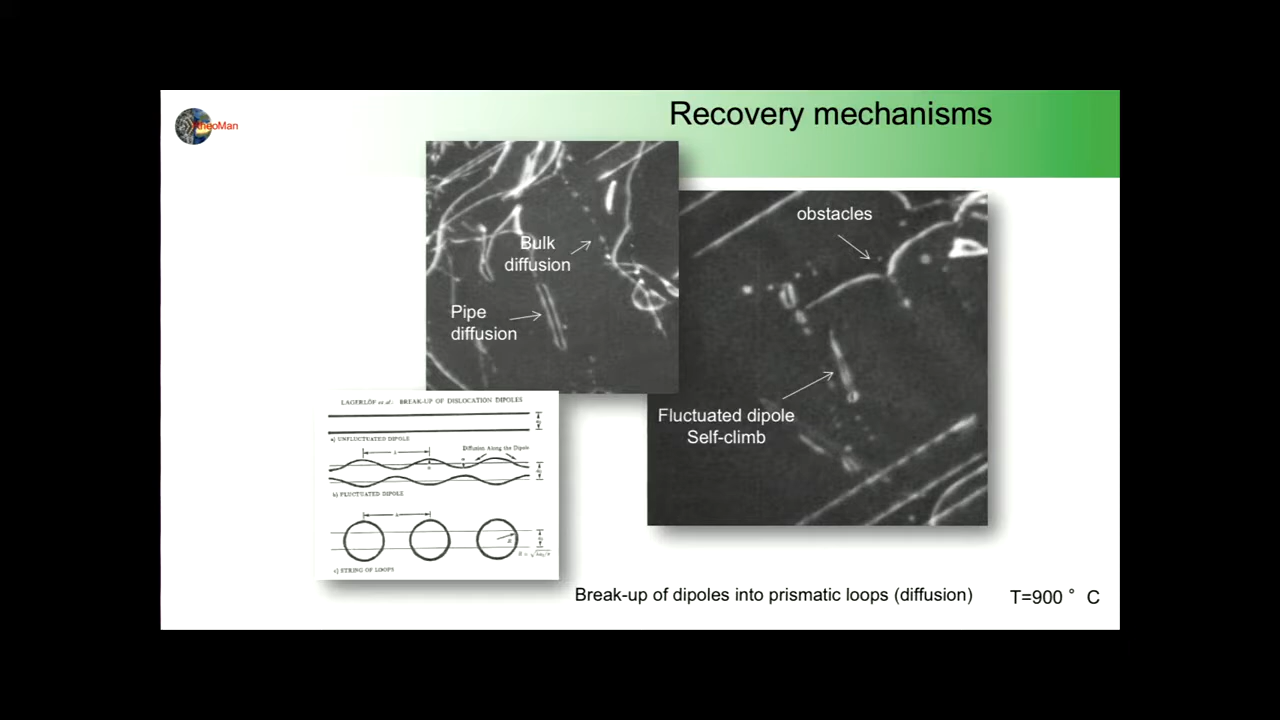 Recovery mechanisms
RheoMan
obstacles
Bulk
diffusion
Pipe
diffusion
Fluctuated dipole
Self-climb
LAGERLÖF et al.: BREAK-UP OF DISLOCATION DIPOLES
a) UNFLUCTUATED DIPOLE
Diffusion Along the Dipole
b) FLUCTUATED DIPOLE
c) STRING OF LOOPS
Break-up of dipoles into prismatic loops (diffusion)
T=900 ° C